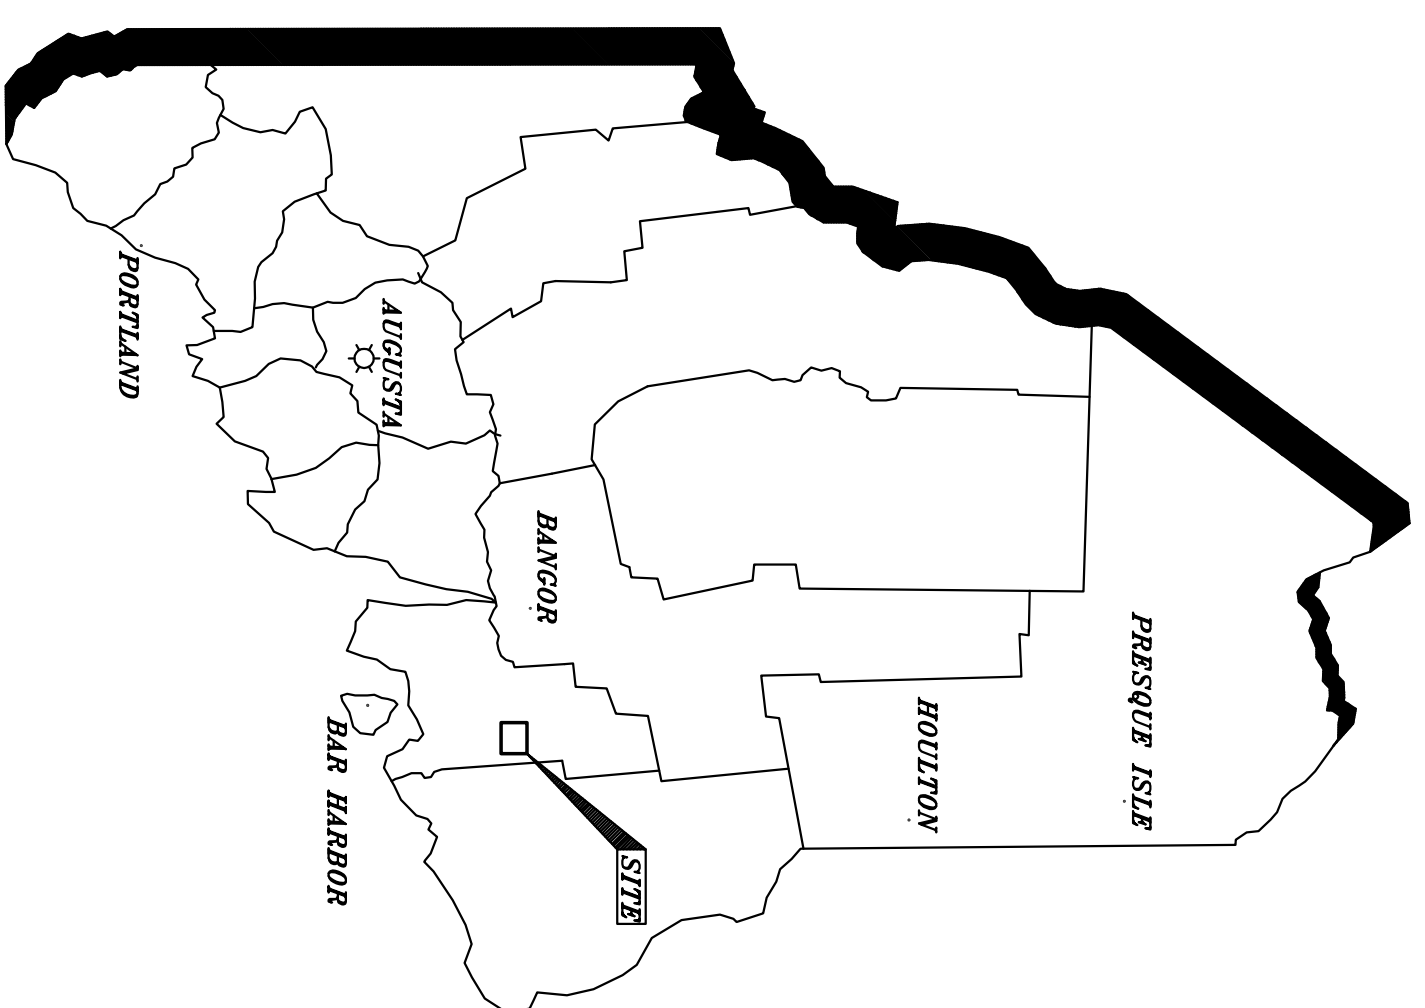 PRESQUE ISLE
HOULTON
SITE
BANGOR
AUGUSTA
BAR HARBOR
PORTLAND